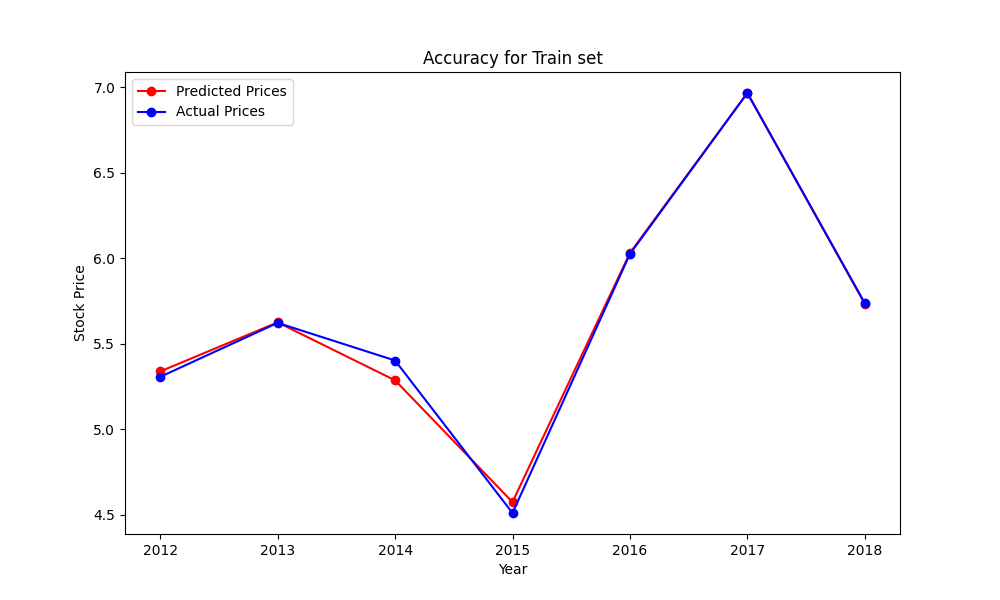 Accuracy for Train set
Predicted Prices
Actual Prices
7.0
6.5
6.0
5.5
5.0
4.5
Stock Price
2012 2013 2014 2015 2016 2017 2018
Year